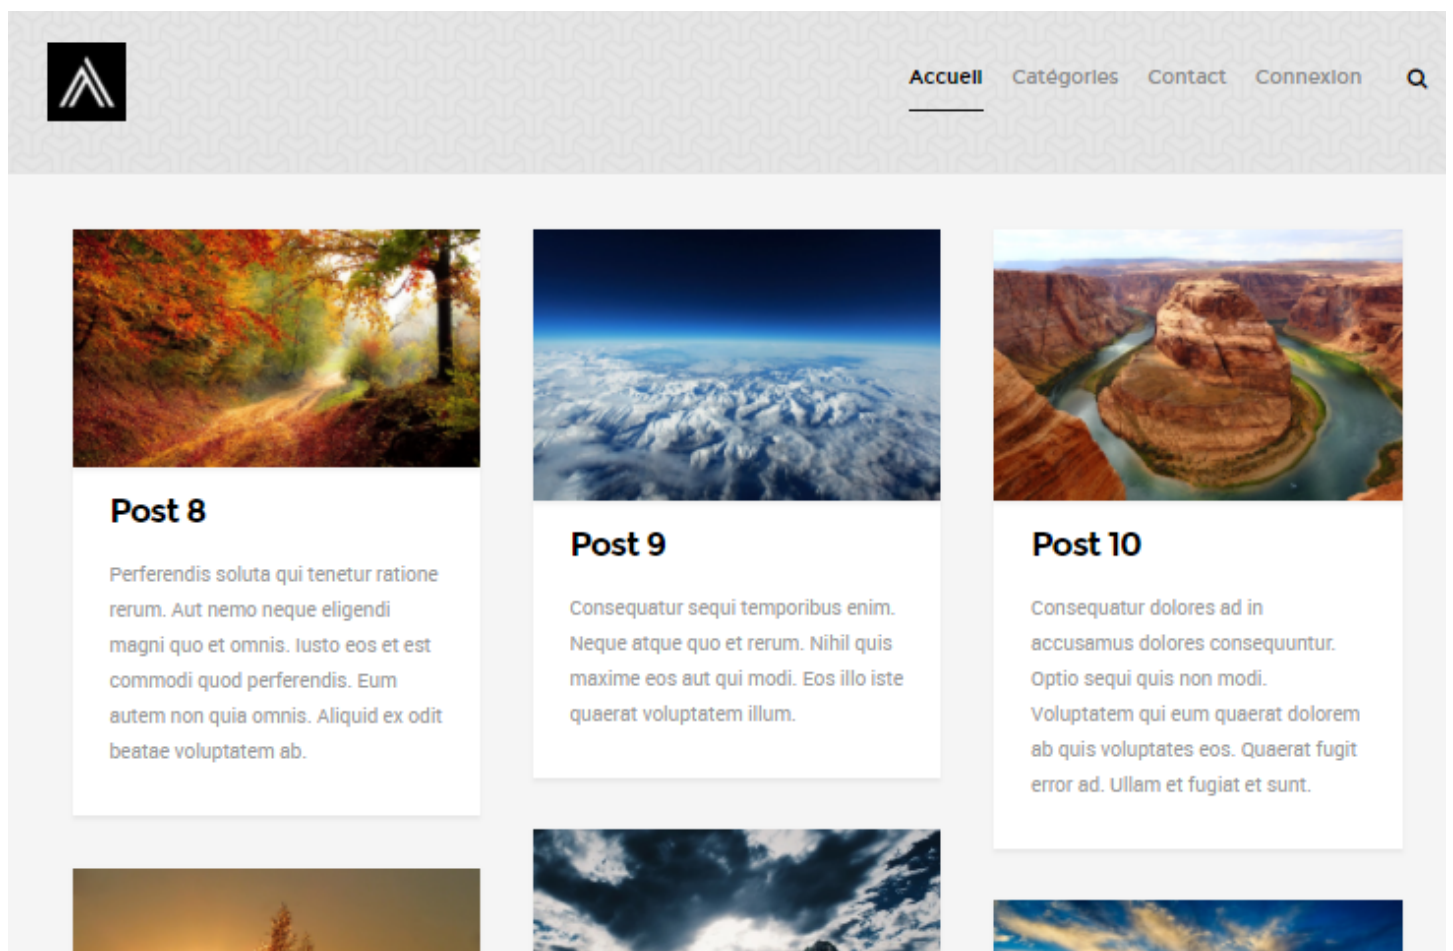 Accueil Catégories Contact Connexion
Post 8
Perferendis soluta qui tenetur ratione
rerum. Aut nemo neque eligendi
magni quo et omnis. Iusto eos et est
commodi quod perferendis. Eum
autem non quia omnis. Aliquid ex odit
beatae voluptatem ab.
Post 9
Consequatur sequi temporibus enim.
Neque atque quo et rerum. Nihil quis
maxime eos aut qui modi. Eos illo iste
quaerat voluptatem illum.
Post 10
Consequatur dolores ad in
accusamus dolores consequuntur.
Optio sequi quis non modi.
Voluptatem qui eum quaerat dolorem
ab quis voluptates eos. Quaerat fugit
error ad. Ullam et fugiat et sunt.